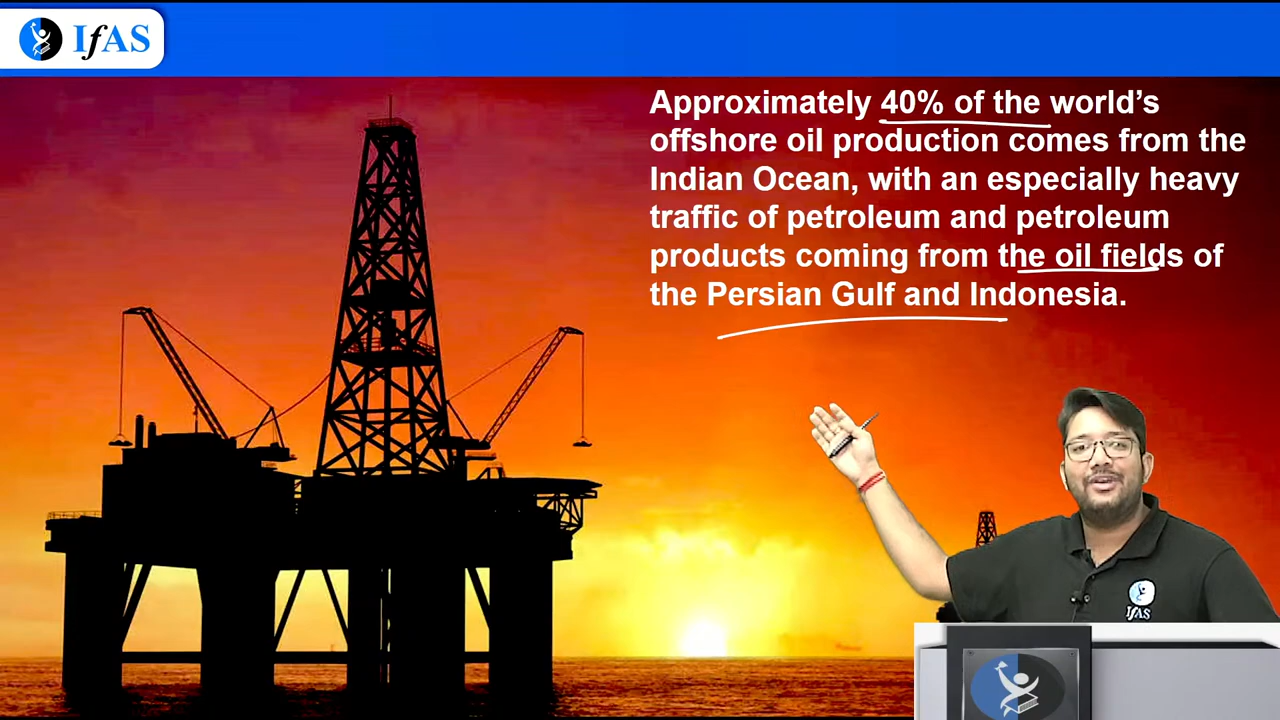 IfAS
Approximately 40% of the world’s
offshore oil production comes from the
Indian Ocean, with an especially heavy
traffic of petroleum and petroleum
products coming from the oil fields of
the Persian Gulf and Indonesia.
IfAS